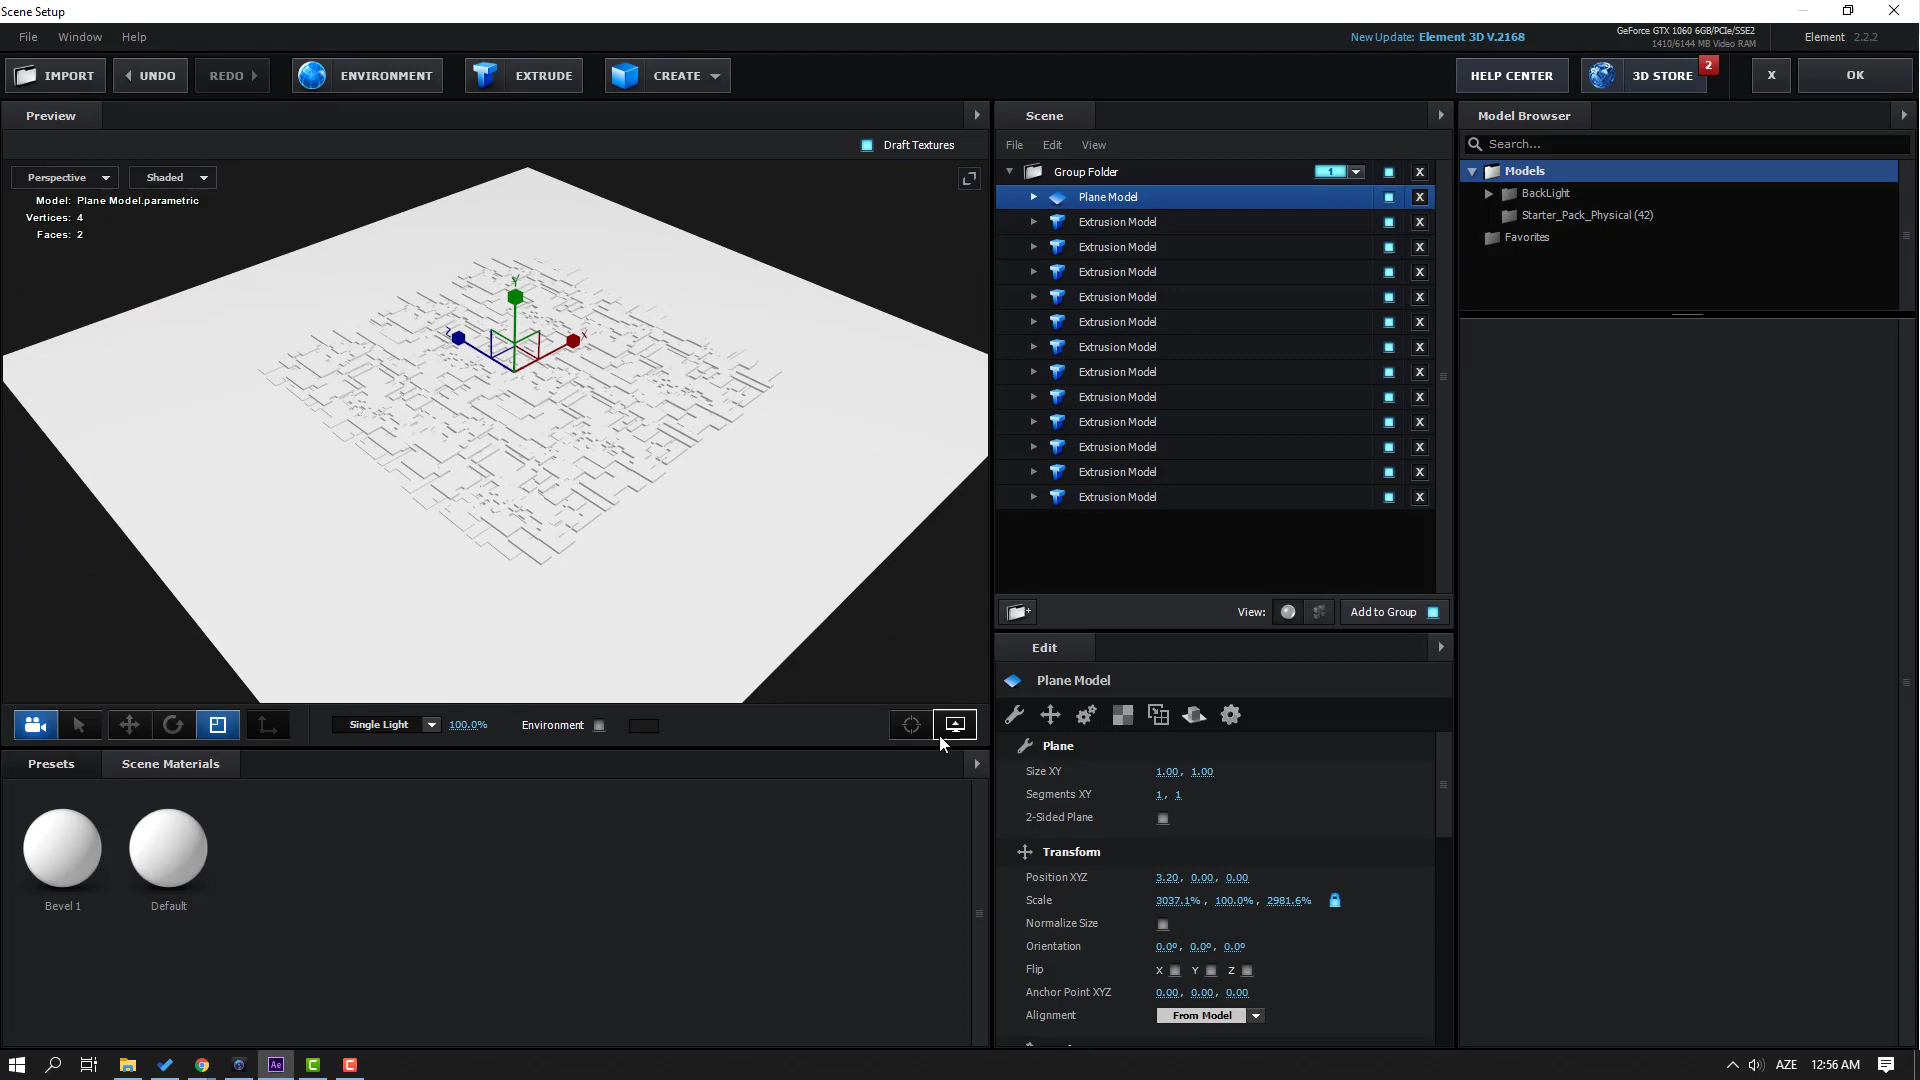 Scene Setup
File Window Help
New Update: Element 3D V.2168
GeForce GTX 1060 6GB/PCIe/SSE2
1410/6144 MB Video RAM
Element 2.2.2
IMPORT UNDO REDO ENVIRONMENT EXTRUDE CREATE HELP CENTER 3D STORE 2 X OK
Preview
Draft Textures
Perspective Shaded
Model: Plane Model.parametric
Vertices: 4
Faces: 2
Y
Z
X
Single Light 100.0% Environment
Presets Scene Materials
Bevel 1 Default
Scene
File Edit View
Group Folder 1 X
Plane Model X
Extrusion Model X
Extrusion Model X
Extrusion Model X
Extrusion Model X
Extrusion Model X
Extrusion Model X
Extrusion Model X
Extrusion Model X
Extrusion Model X
Extrusion Model X
Extrusion Model X
Extrusion Model X
View: Add to Group
Edit
Plane Model
Plane
Size XY 1.00, 1.00
Segments XY 1, 1
2-Sided Plane
Transform
Position XYZ 3.20, 0.00, 0.00
Scale 3037.1%, 100.0%, 2981.6%
Normalize Size
Orientation 0.0º, 0.0º, 0.0º
Flip X Y Z
Anchor Point XYZ 0.00, 0.00, 0.00
Alignment From Model
Model Browser
Search...
Models
BackLight
Starter_Pack_Physical (42)
Favorites
Ae C C
AZE 12:56 AM